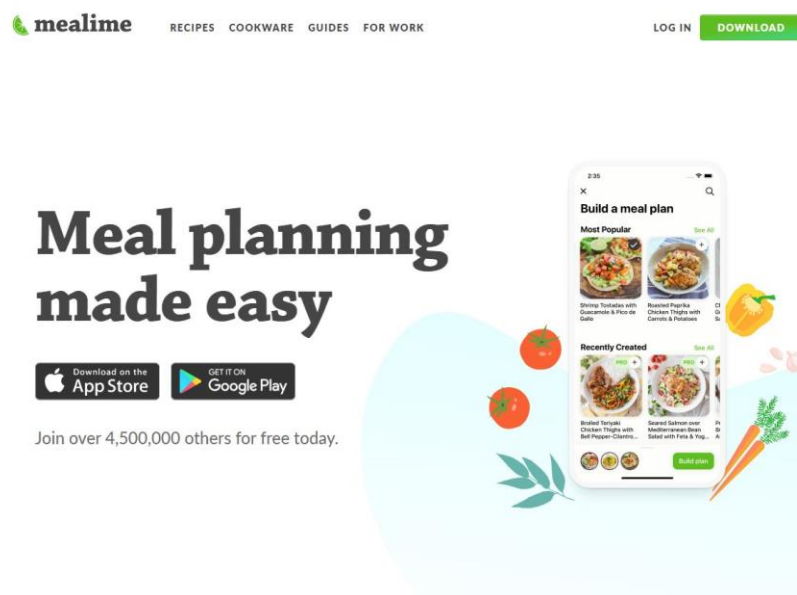 mealime
RECIPES COOKWARE GUIDES FOR WORK
LOG IN DOWNLOAD
Meal planning
made easy
Download on the
App Store
GET IT ON
Google Play
Join over 4,500,000 others for free today.
2:35
Build a meal plan
Most Popular See All
Shrimp Tostadas with
Guacamole & Pico de
Gallo
Roasted Paprika
Chicken Thighs with
Carrots & Potatoes
Recently Created See All
PRO + PRO +
Broiled Teriyaki
Chicken Thighs with
Bell Pepper-Cilantro...
Seared Salmon over
Mediterranean Bean
Salad with Feta & Yog...
Build plan